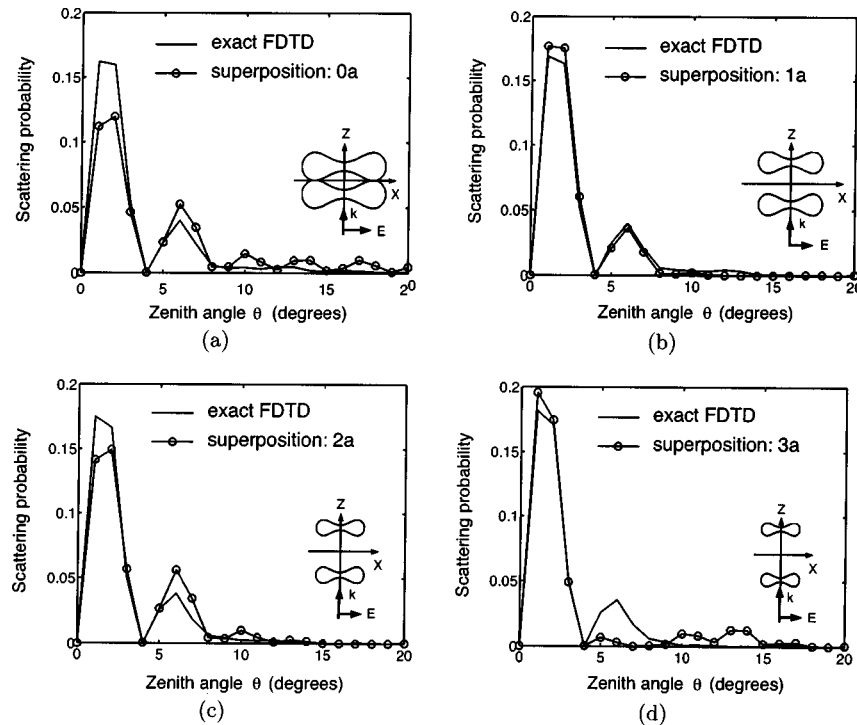 0.2
0.15
0.1
0.05
0
Scattering probability
exact FDTD
superposition: 0a
Z
X
k
E
0 5 10 15 20
Zenith angle θ (degrees)
(a)
0.2
0.15
0.1
0.05
0
Scattering probability
exact FDTD
superposition: 1a
Z
X
k
E
0 5 10 15 20
Zenith angle θ (degrees)
(b)
0.2
0.15
0.1
0.05
0
Scattering probability
exact FDTD
superposition: 2a
Z
X
k
E
0 5 10 15 20
Zenith angle θ (degrees)
(c)
0.2
0.15
0.1
0.05
0
Scattering probability
exact FDTD
superposition: 3a
Z
X
k
E
0 5 10 15 20
Zenith angle θ (degrees)
(d)